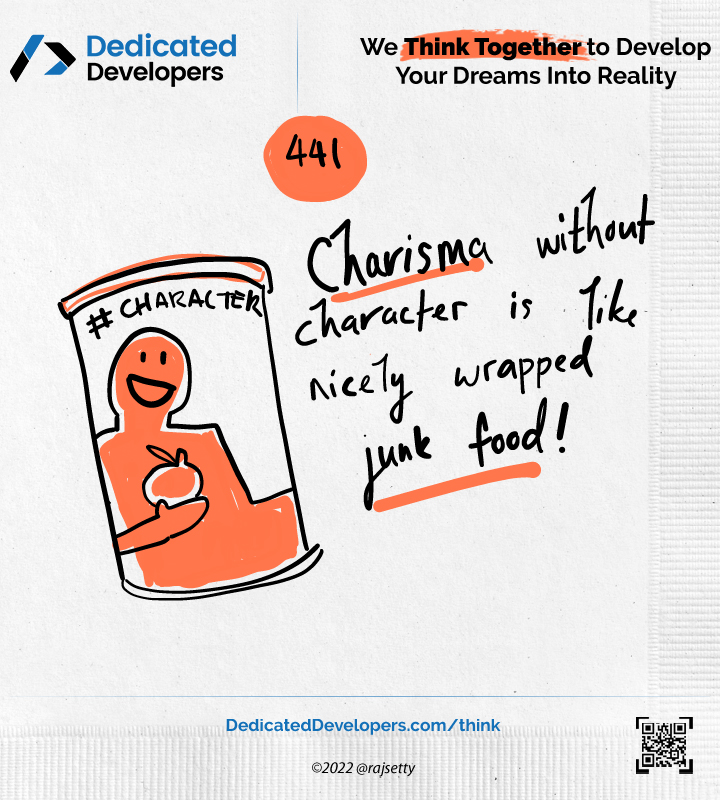 Dedicated
Developers
We Think Together to Develop
Your Dreams Into Reality
441
# CHARACTER
Charisma without
character is like
nicely wrapped
junk food!
DedicatedDevelopers.com/think
©2022 @rajsetty